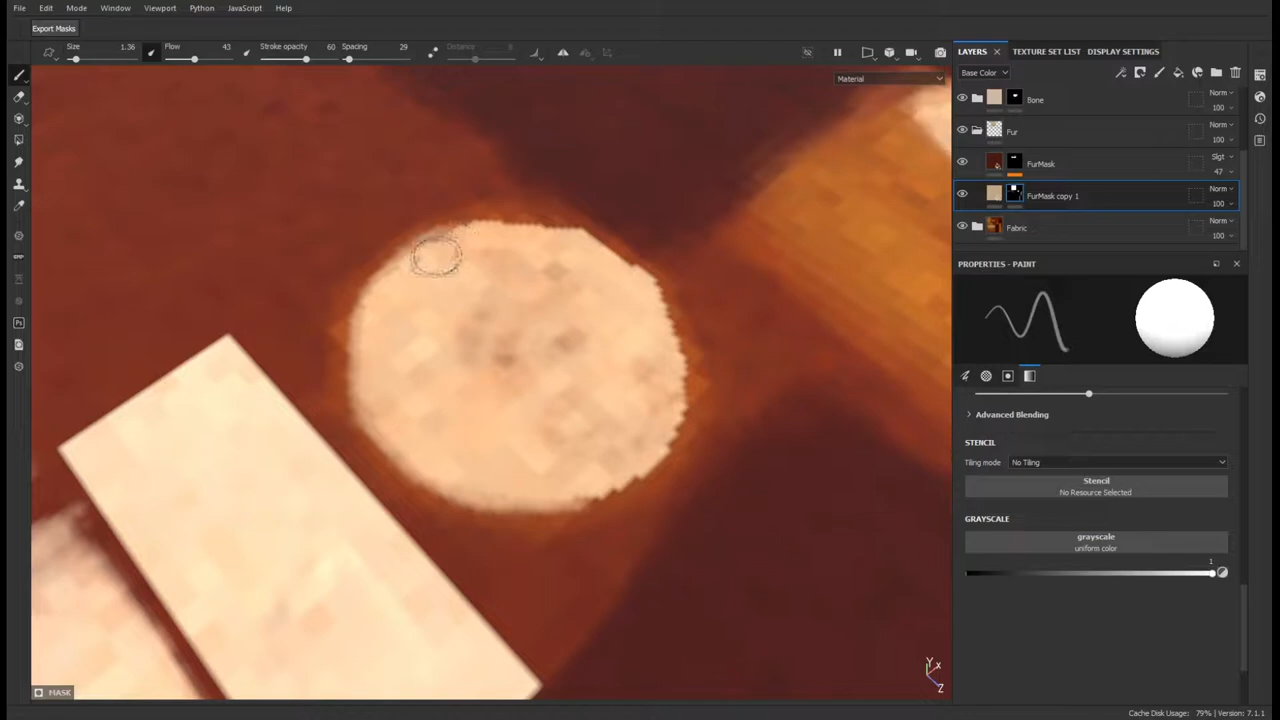 File Edit Mode Window Viewport Python JavaScript Help
Export Masks
Size 1.36 Flow 43 Stroke opacity 60 Spacing 29 Distance 8
Material
LAYERS TEXTURE SET LIST DISPLAY SETTINGS
Base Color
Bone Norm 100
Fur Norm 100
FurMask Slgt 47
FurMask copy 1 Norm 100
Fabric Norm 100
PROPERTIES - PAINT
Advanced Blending
STENCIL
Tiling mode No Tiling
Stencil
No Resource Selected
GRAYSCALE
grayscale
uniform color
1
Ps
Y X
Z
MASK
Cache Disk Usage: 79% | Version: 7.1.1